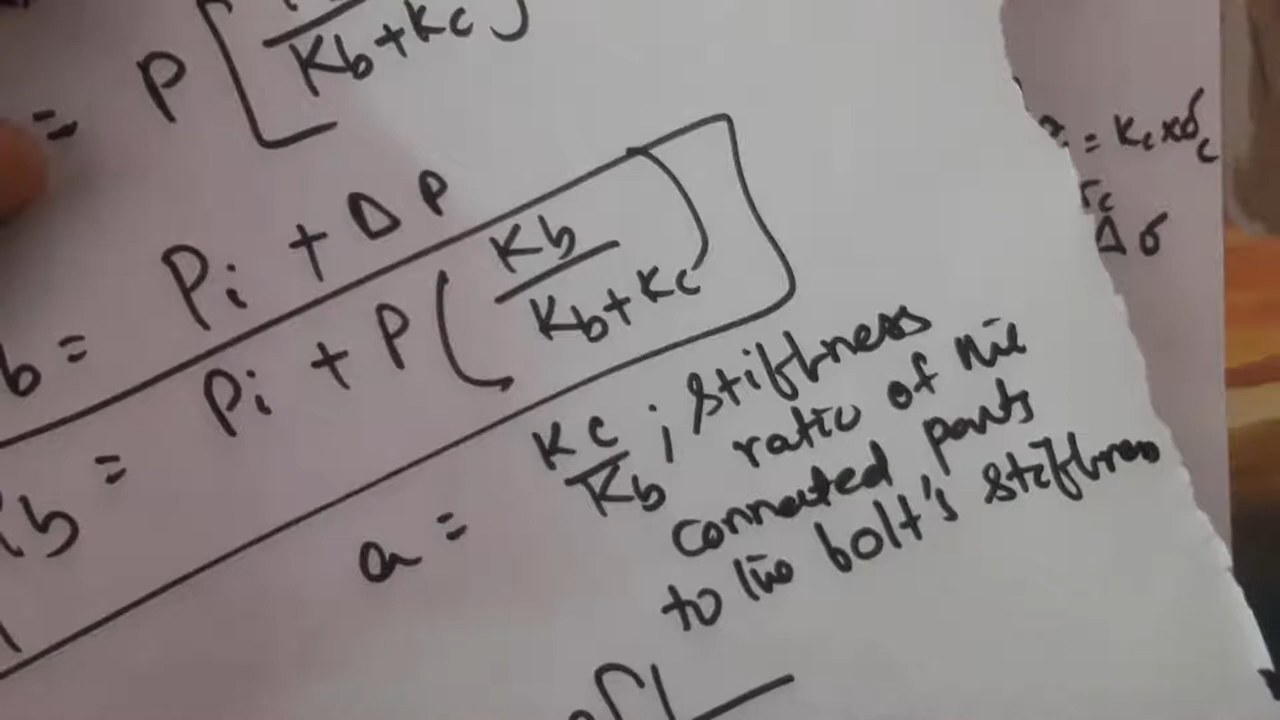 = P [ Kb+Kc
b = Pi + ΔP
b = Pi + P ( Kb / Kb+Kc )
a = Kc / Kb ; stiffness
ratio of the
connected parts
to the bolt's stiffness
= Kc x δc
Δσ